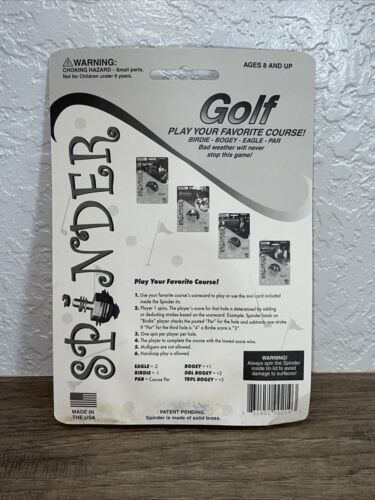 WARNING:
CHOKING HAZARD - Small parts.
Not for Children under 8 years.
AGES 8 AND UP
SPINDER
Golf
PLAY YOUR FAVORITE COURSE!
BIRDIE - BOGEY - EAGLE - PAR
Bad weather will never
stop this game!
Play Your Favorite Course!
1. Use your favorite course's scorecard to play or use the mini card included
inside the Spinder tin.
2. Player 1 spins. The player's score for that hole is determined by adding
or deducting strokes based on the scorecard. Example: Spinder lands on
"Birdie" player checks the posted "Par" for the hole and subtracts one stroke.
If "Par" for the third hole is "4" a Birdie score is "3"
3. One spin per player per hole.
4. The player to complete the course with the lowest score wins.
5. Mulligans are not allowed.
6. Handicap play is allowed.
EAGLE = -2 BOGEY = +1
BIRDIE = -1 DBL BOGEY = +2
PAR = Course Par TRPL BOGEY = +3
WARNING!
Always spin the Spinder
inside tin lid to avoid
damage to surfaces!
MADE IN
THE USA
PATENT PENDING.
Spinder is made of solid brass.